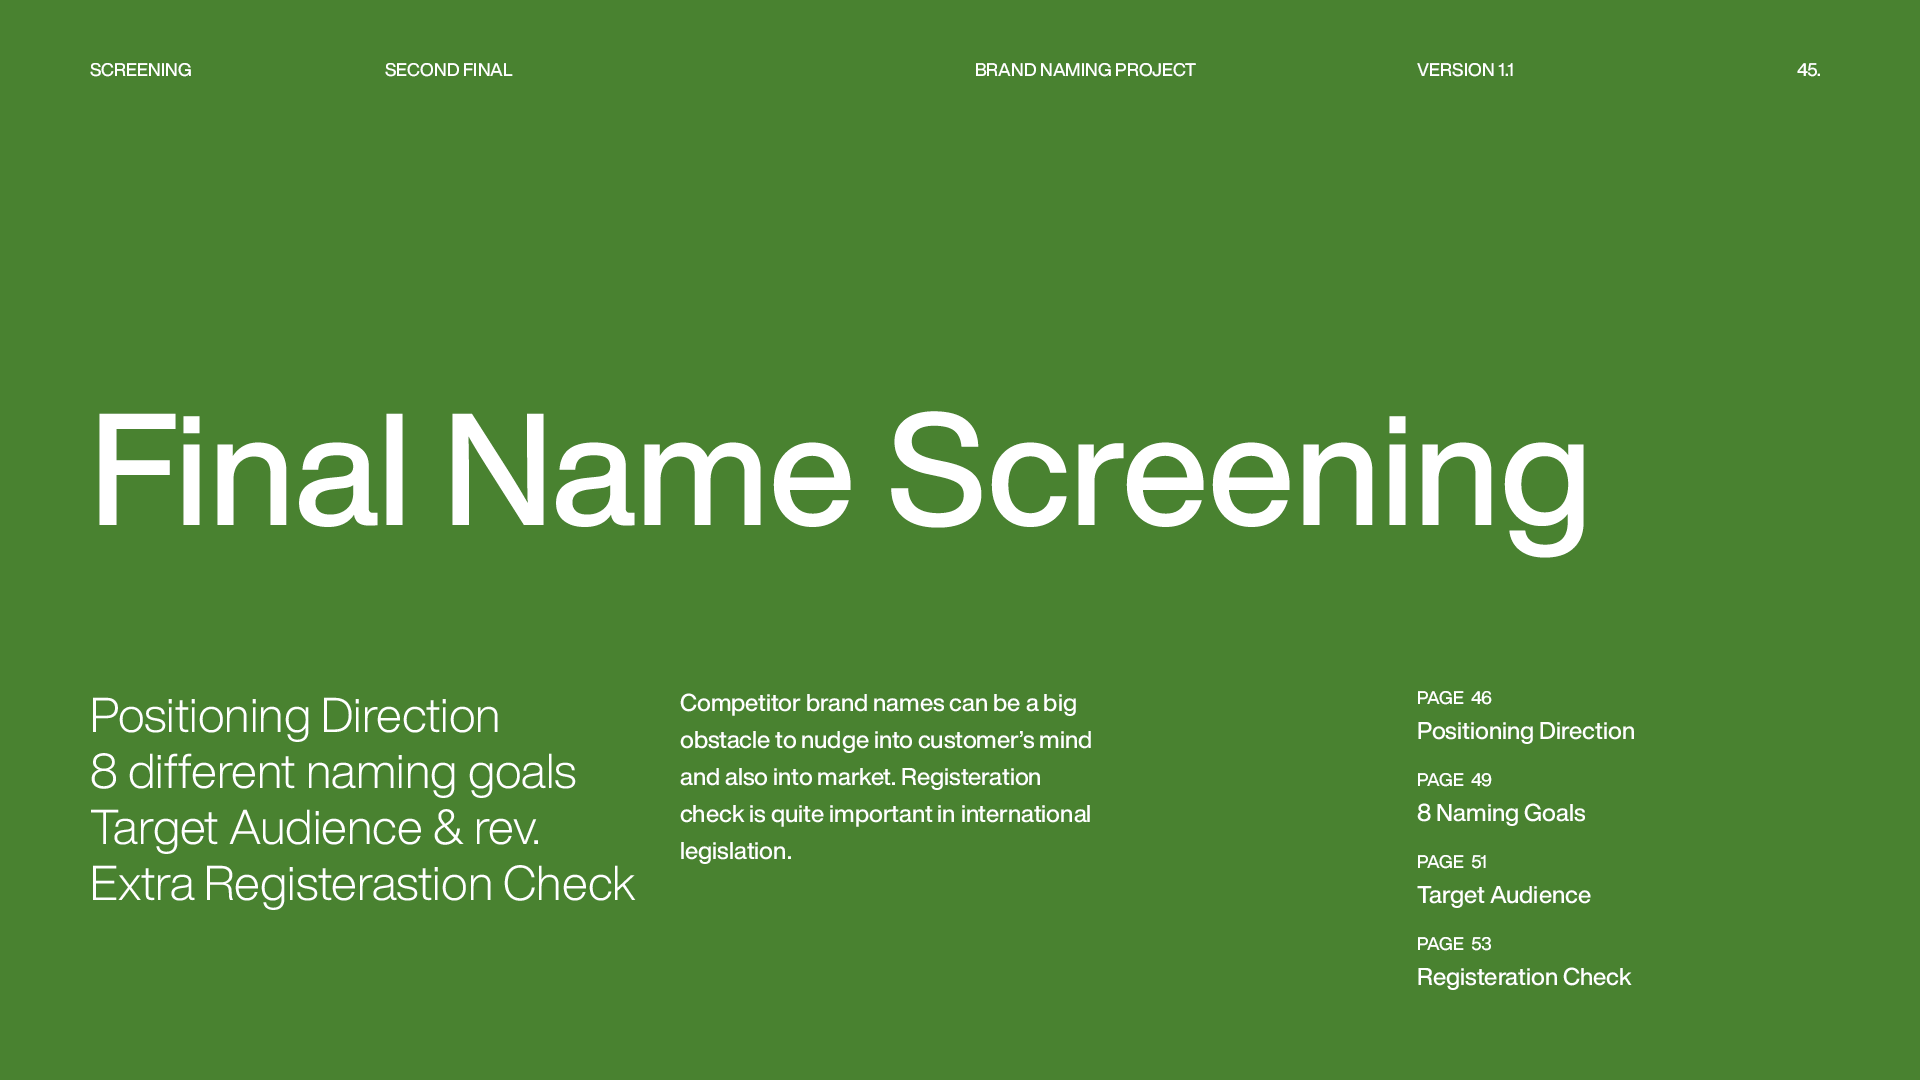 SCREENING
SECOND FINAL
BRAND NAMING PROJECT
VERSION 1.1
45.
Final Name Screening
Positioning Direction
8 different naming goals
Target Audience & rev.
Extra Registerastion Check
Competitor brand names can be a big
obstacle to nudge into customer’s mind
and also into market. Registeration
check is quite important in international
legislation.
PAGE 46
Positioning Direction
PAGE 49
8 Naming Goals
PAGE 51
Target Audience
PAGE 53
Registeration Check